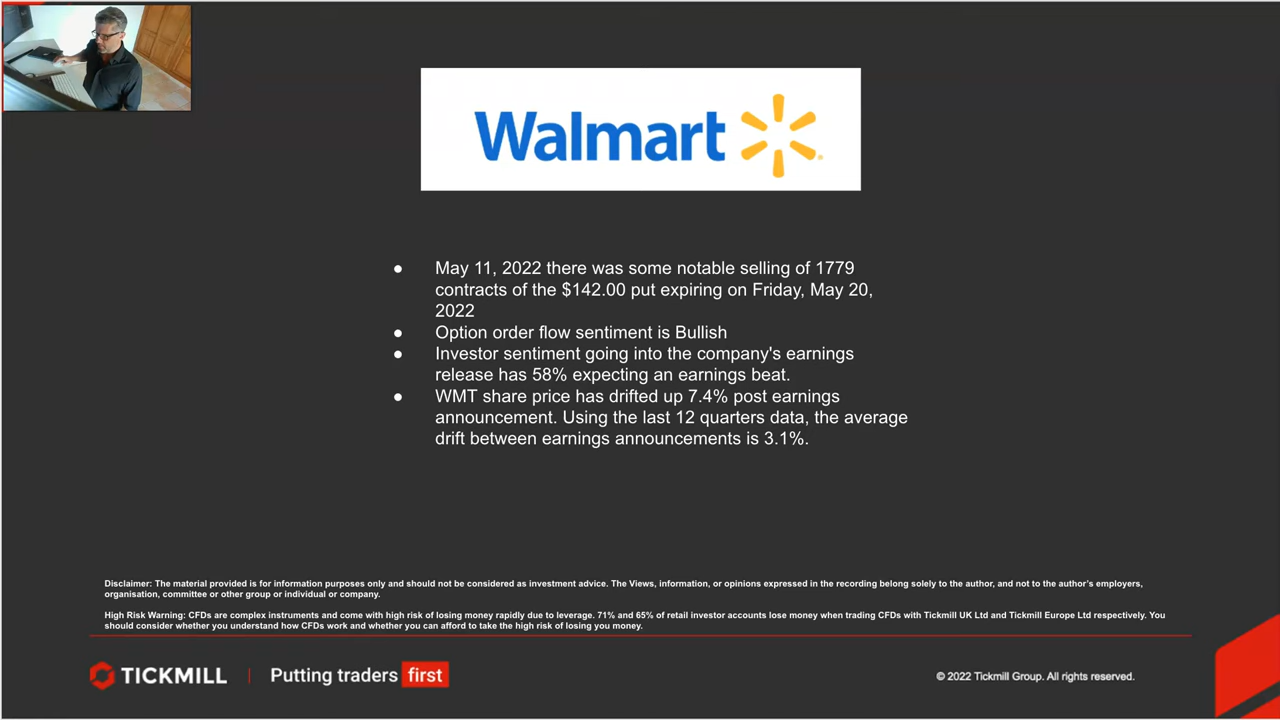 Walmart
● May 11, 2022 there was some notable selling of 1779
contracts of the $142.00 put expiring on Friday, May 20,
2022
● Option order flow sentiment is Bullish
● Investor sentiment going into the company's earnings
release has 58% expecting an earnings beat.
● WMT share price has drifted up 7.4% post earnings
announcement. Using the last 12 quarters data, the average
drift between earnings announcements is 3.1%.
Disclaimer: The material provided is for information purposes only and should not be considered as investment advice. The Views, information, or opinions expressed in the recording belong solely to the author, and not to the author's employers,
organisation, committee or other group or individual or company.
High Risk Warning: CFDs are complex instruments and come with high risk of losing money rapidly due to leverage. 71% and 65% of retail investor accounts lose money when trading CFDs with Tickmill UK Ltd and Tickmill Europe Ltd respectively. You
should consider whether you understand how CFDs work and whether you can afford to take the high risk of losing you money.
TICKMILL | Putting traders first
© 2022 Tickmill Group. All rights reserved.